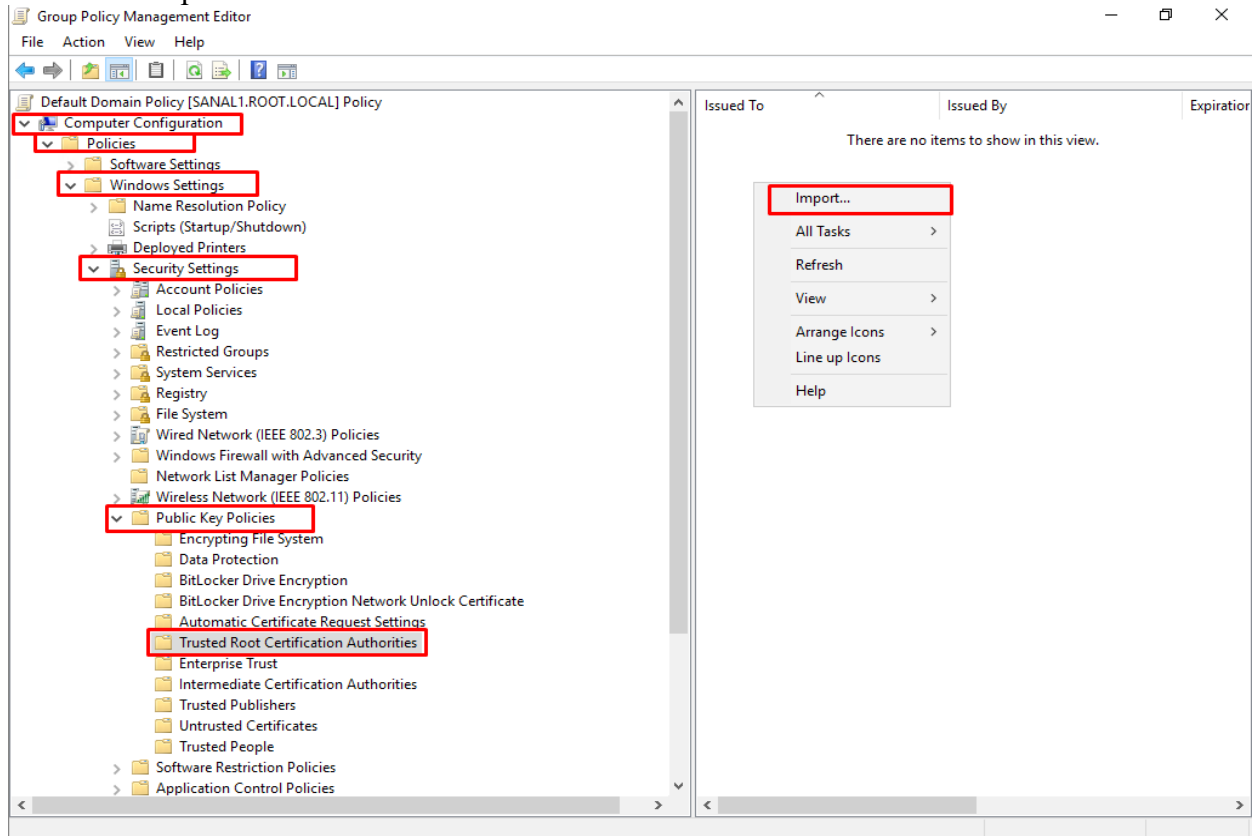 Group Policy Management Editor
File Action View Help
Default Domain Policy [SANAL1.ROOT.LOCAL] Policy
Computer Configuration
Policies
Software Settings
Windows Settings
Name Resolution Policy
Scripts (Startup/Shutdown)
Deployed Printers
Security Settings
Account Policies
Local Policies
Event Log
Restricted Groups
System Services
Registry
File System
Wired Network (IEEE 802.3) Policies
Windows Firewall with Advanced Security
Network List Manager Policies
Wireless Network (IEEE 802.11) Policies
Public Key Policies
Encrypting File System
Data Protection
BitLocker Drive Encryption
BitLocker Drive Encryption Network Unlock Certificate
Automatic Certificate Request Settings
Trusted Root Certification Authorities
Enterprise Trust
Intermediate Certification Authorities
Trusted Publishers
Untrusted Certificates
Trusted People
Software Restriction Policies
Application Control Policies
Issued To Issued By Expiration
There are no items to show in this view.
Import...
All Tasks
Refresh
View
Arrange Icons
Line up Icons
Help